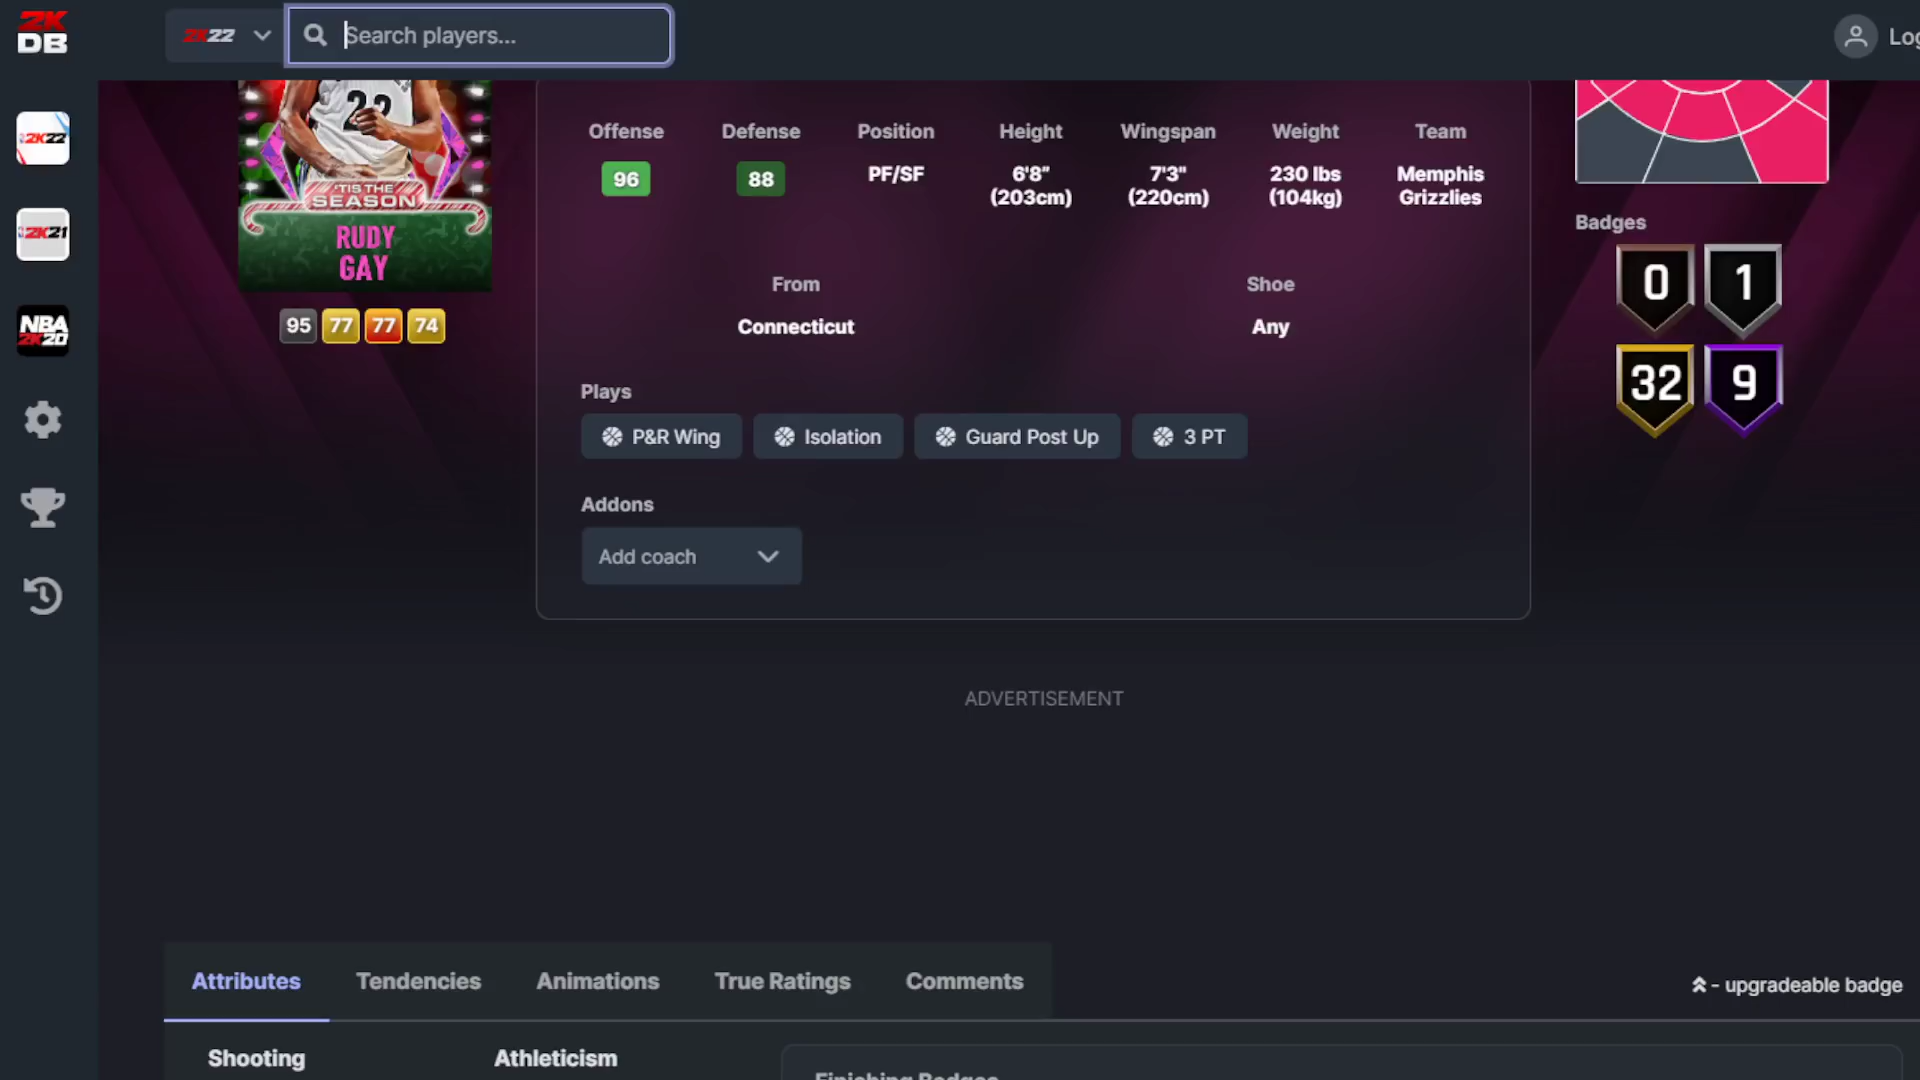 2K
DB
2K22
Search players...
Log
2K22
2K21
NBA
2K20
22
'TIS THE
SEASON
RUDY
GAY
95
77
77
74
Offense
Defense
Position
Height
Wingspan
Weight
Team
96
88
PF/SF
6'8"
(203cm)
7'3"
(220cm)
230 lbs
(104kg)
Memphis
Grizzlies
From
Shoe
Connecticut
Any
Plays
P&R Wing
Isolation
Guard Post Up
3 PT
Addons
Add coach
Badges
0
1
32
9
ADVERTISEMENT
Attributes
Tendencies
Animations
True Ratings
Comments
- upgradeable badge
Shooting
Athleticism
Finishing Badges